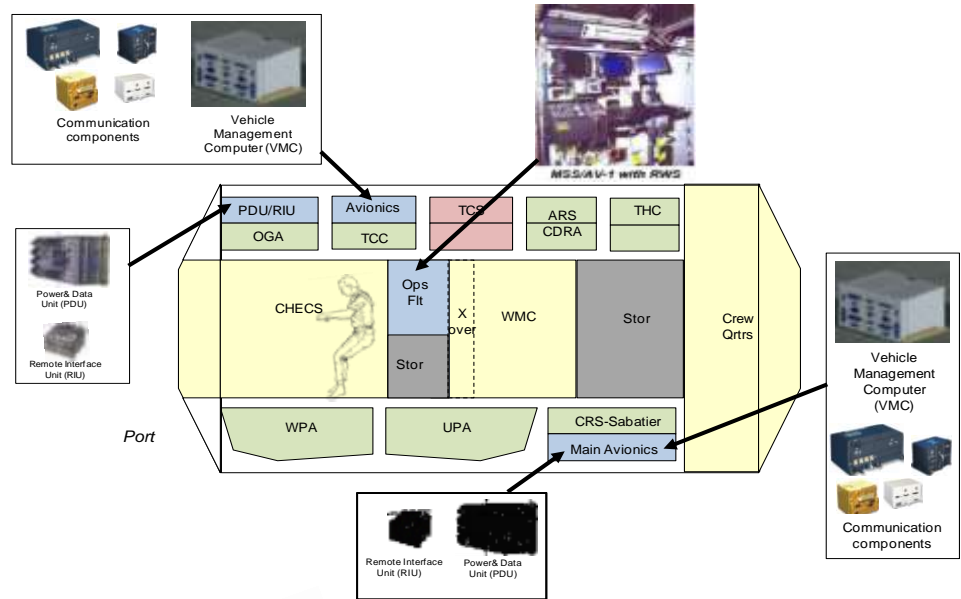 Communication
components
Vehicle
Management
Computer (VMC)
MSS/AV-1 with RWS
PDU/RIU
OGA
Avionics
TCC
TCS
ARS
CDRA
THC
Power& Data
Unit (PDU)
Remote Interface
Unit (RIU)
CHECS
Ops
Flt
Stor
X
over
WMC
Stor
Crew
Qrtrs
Vehicle
Management
Computer
(VMC)
Communication
components
Port
WPA
UPA
CRS-Sabatier
Main Avionics
Remote Interface
Unit (RIU)
Power& Data
Unit (PDU)